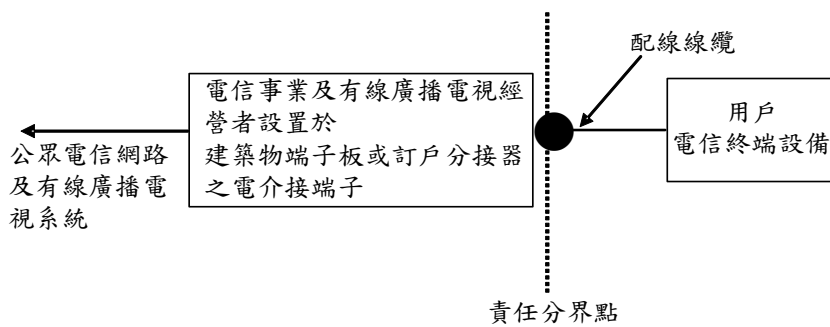 配線線纜
電信事業及有線廣播電視經
營者設置於
建築物端子板或訂戶分接器
之電介接端子
用戶
電信終端設備
公眾電信網路
及有線廣播電
視系統
責任分界點